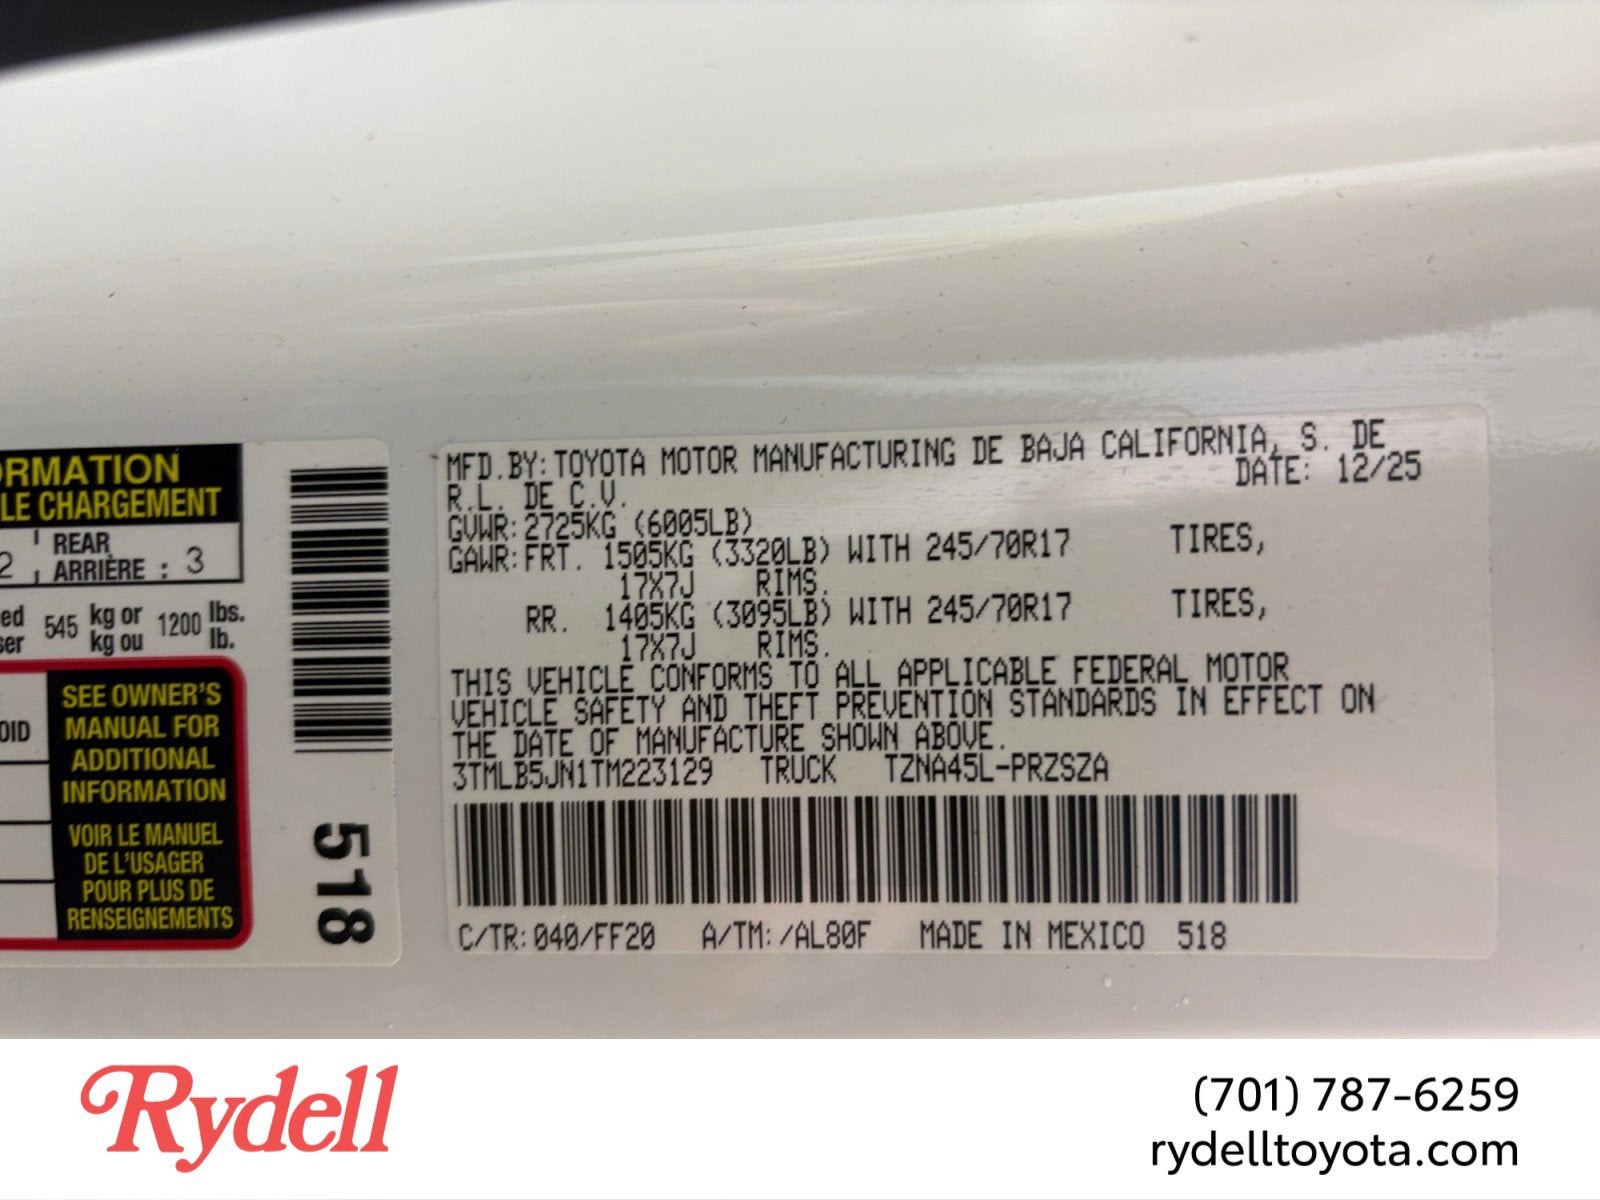 ORMATION
LE CHARGEMENT
2 REAR
ARRIÈRE : 3
545 kg or 1200 lbs.
kg ou lb.
SEE OWNER'S
MANUAL FOR
ADDITIONAL
INFORMATION
VOIR LE MANUEL
DE L'USAGER
POUR PLUS DE
RENSEIGNEMENTS
518
MFD.BY:TOYOTA MOTOR MANUFACTURING DE BAJA CALIFORNIA, S. DE
R.L. DE C.V. DATE: 12/25
GVWR:2725KG (6005LB)
GAWR:FRT. 1505KG (3320LB) WITH 245/70R17 TIRES,
17X7J RIMS.
RR. 1405KG (3095LB) WITH 245/70R17 TIRES,
17X7J RIMS.
THIS VEHICLE CONFORMS TO ALL APPLICABLE FEDERAL MOTOR
VEHICLE SAFETY AND THEFT PREVENTION STANDARDS IN EFFECT ON
THE DATE OF MANUFACTURE SHOWN ABOVE.
3TMLB5JN1TM223129 TRUCK TZNA45L-PRZSZA
C/TR:040/FF20 A/TM:/AL80F MADE IN MEXICO 518
Rydell
(701) 787-6259
rydelltoyota.com